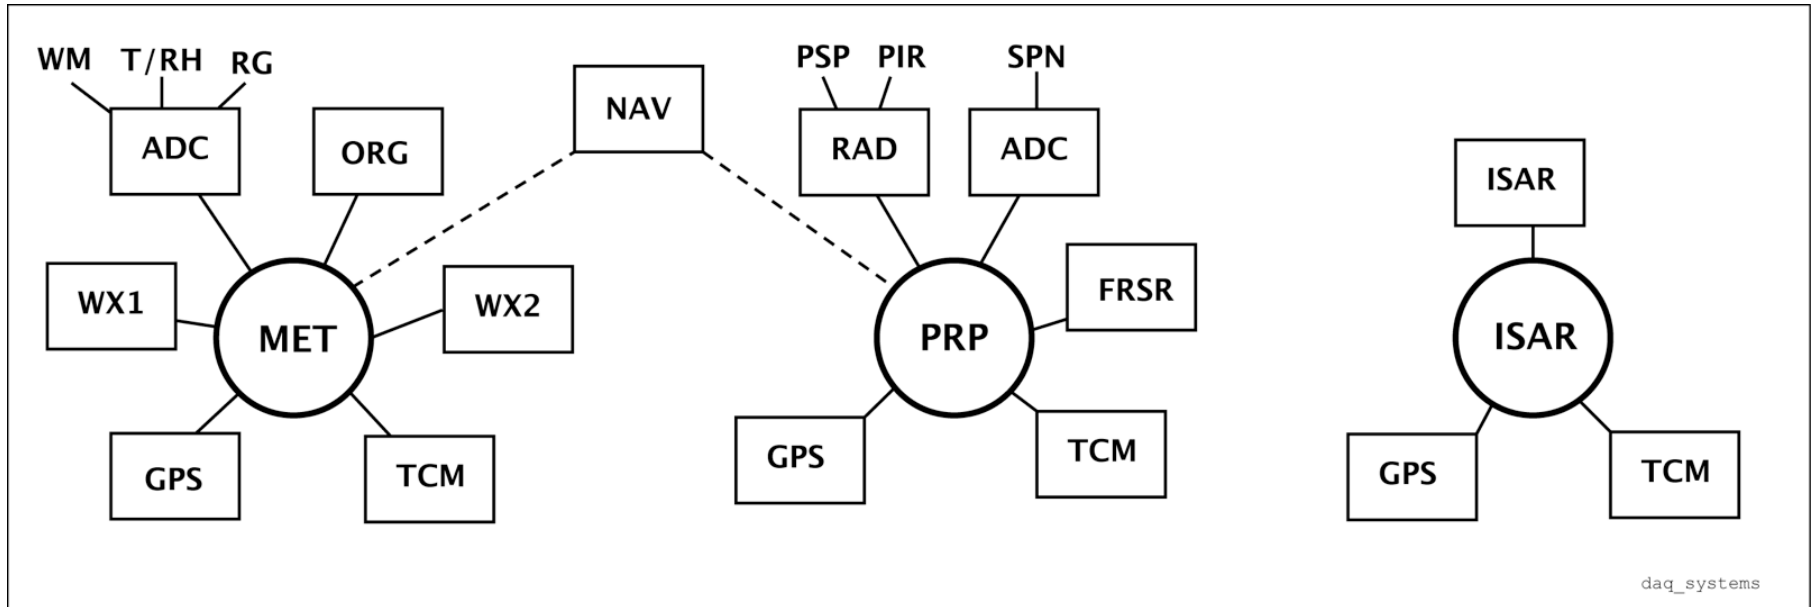 WM T/RH RG
ADC
ORG
WX1
WX2
MET
GPS
TCM
NAV
PSP PIR
SPN
RAD
ADC
FRSR
PRP
GPS
TCM
ISAR
ISAR
GPS
TCM
daq_systems